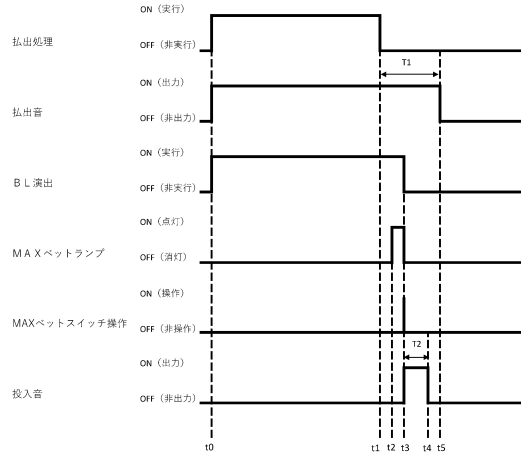 ON（実行）
払出処理
OFF（非実行）
T1
ON（出力）
払出音
OFF（非出力）
ON（実行）
ＢＬ演出
OFF（非実行）
ON（点灯）
ＭＡＸベットランプ
OFF（消灯）
ON（操作）
MAXベットスイッチ操作
OFF（非操作）
T2
ON（出力）
投入音
OFF（非出力）
t0 t1 t2 t3 t4 t5